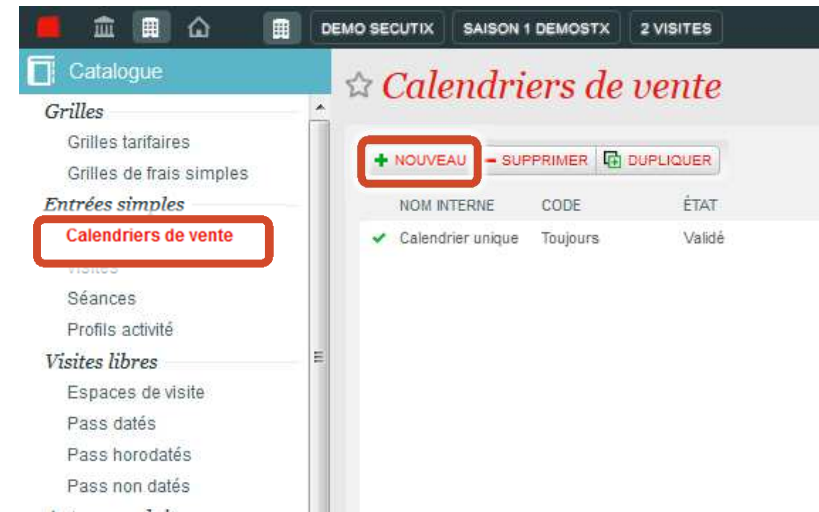 DEMO SECUTIX SAISON 1 DEMOSTX 2 VISITES
Catalogue
Calendriers de vente
Grilles
Grilles tarifaires
Grilles de frais simples
Entrées simples
Calendriers de vente
Séances
Profils activité
Visites libres
Espaces de visite
Pass datés
Pass horodatés
Pass non datés
NOUVEAU SUPPRIMER DUPLIQUER
NOM INTERNE CODE ÉTAT
Calendrier unique Toujours Validé